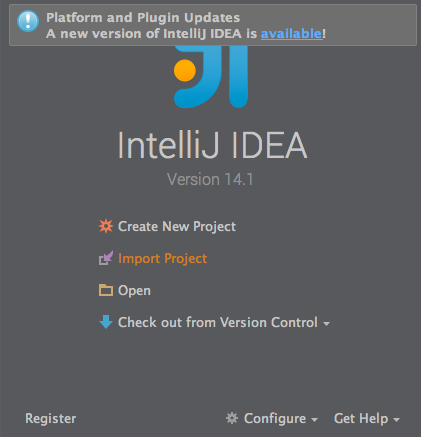 Platform and Plugin Updates
A new version of IntelliJ IDEA is available!
IntelliJ IDEA
Version 14.1
Create New Project
Import Project
Open
Check out from Version Control
Register
Configure
Get Help